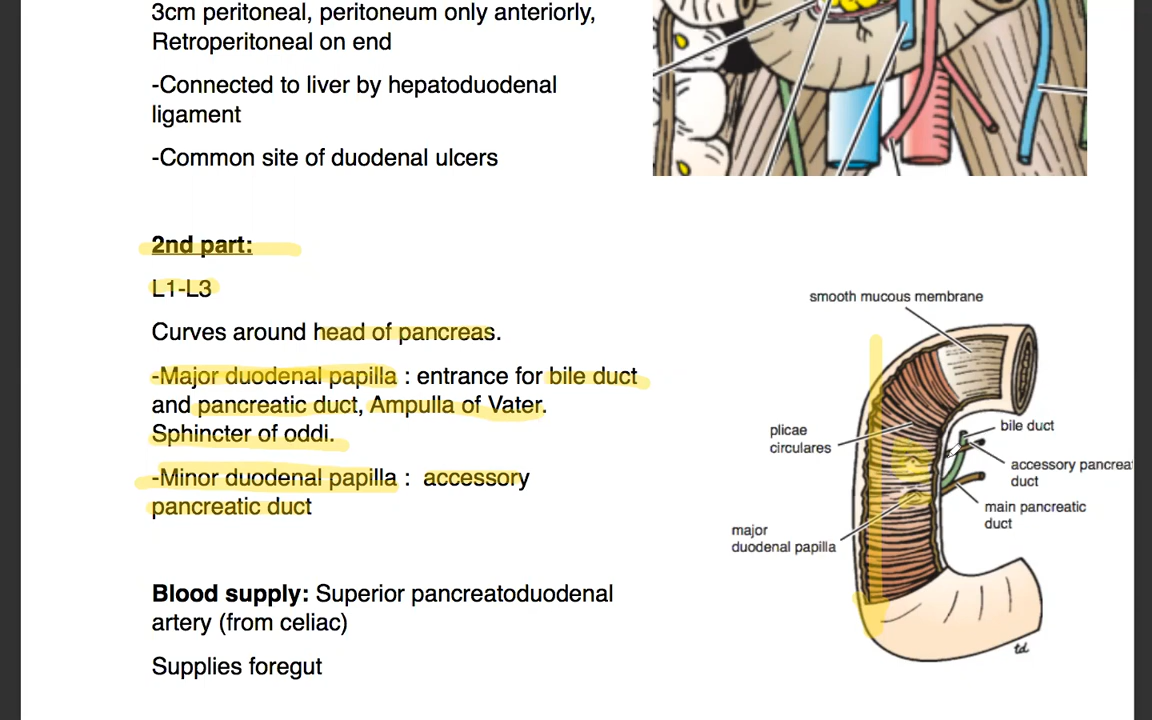 3cm peritoneal, peritoneum only anteriorly,
Retroperitoneal on end
-Connected to liver by hepatoduodenal
ligament
-Common site of duodenal ulcers
2nd part:
L1-L3
Curves around head of pancreas.
-Major duodenal papilla : entrance for bile duct
and pancreatic duct, Ampulla of Vater.
Sphincter of oddi.
-Minor duodenal papilla : accessory
pancreatic duct
Blood supply: Superior pancreatoduodenal
artery (from celiac)
Supplies foregut
smooth mucous membrane
plicae
circulares
bile duct
accessory pancrea
duct
main pancreatic
duct
major
duodenal papilla
td